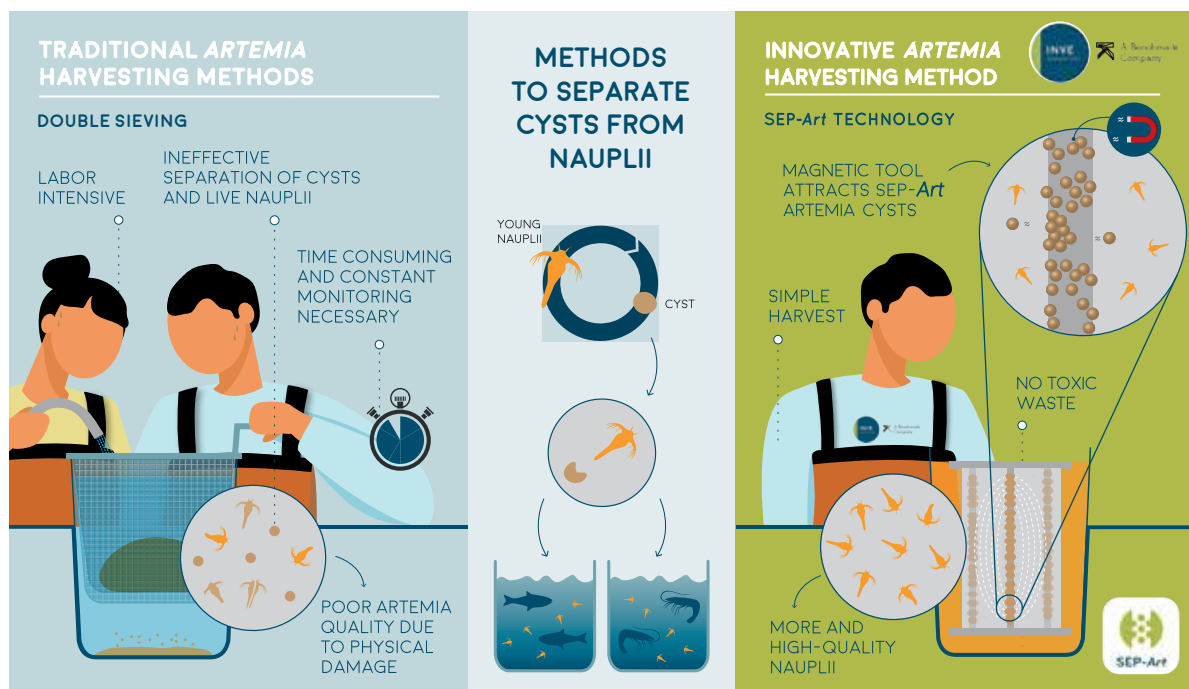 TRADITIONAL ARTEMIA
HARVESTING METHODS
DOUBLE SIEVING
LABOR
INTENSIVE
INEFFECTIVE
SEPARATION OF CYSTS
AND LIVE NAUPLII
TIME CONSUMING
AND CONSTANT
MONITORING
NECESSARY
POOR ARTEMIA
QUALITY DUE
TO PHYSICAL
DAMAGE
METHODS
TO SEPARATE
CYSTS FROM
NAUPLII
YOUNG
NAUPLII
CYST
INNOVATIVE ARTEMIA
HARVESTING METHOD
INVE
A Benchmark
Company
SEP-Art TECHNOLOGY
MAGNETIC TOOL
ATTRACTS SEP-Art
ARTEMIA CYSTS
SIMPLE
HARVEST
NO TOXIC
WASTE
INVE
A Benchmark
Company
MORE AND
HIGH-QUALITY
NAUPLII
SEP-Art